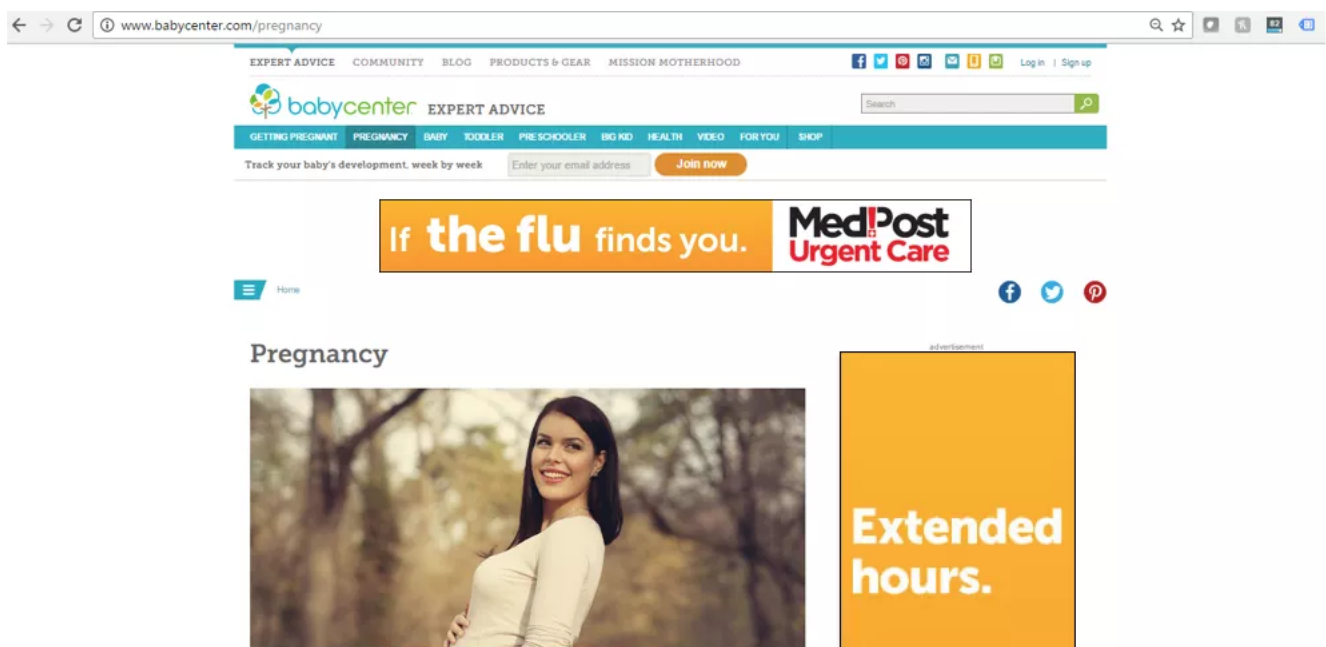 www.babycenter.com/pregnancy
EXPERT ADVICE COMMUNITY BLOG PRODUCTS & GEAR MISSION MOTHERHOOD Log in | Sign up
babycenter EXPERT ADVICE Search
GETTING PREGNANT PREGNANCY BABY TODDLER PRESCHOOLER BIG KID HEALTH VIDEO FOR YOU SHOP
Track your baby's development, week by week Enter your email address Join now
If the flu finds you. MedPost
Urgent Care
Home
Pregnancy
advertisement
Extended
hours.